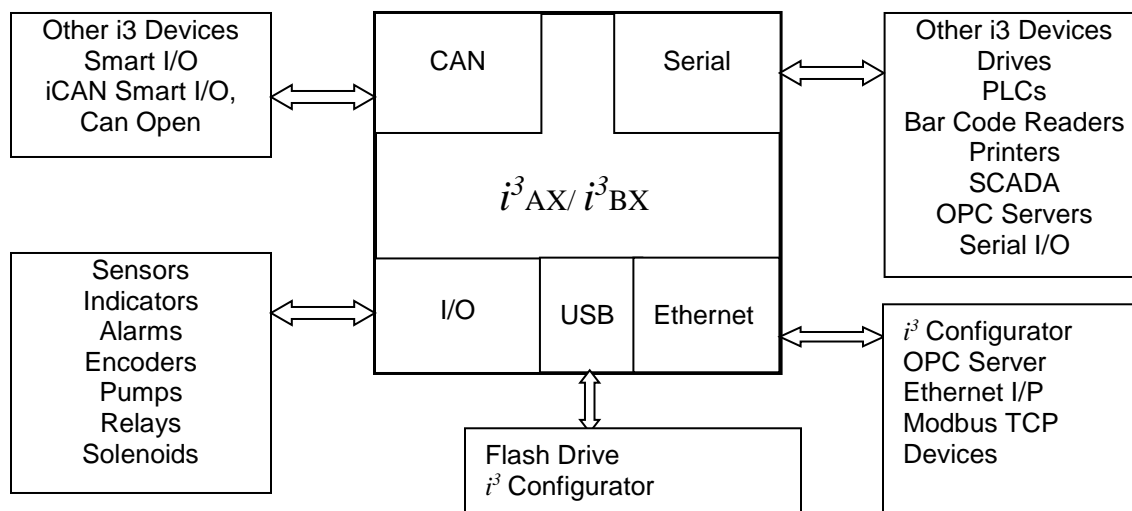 Other i3 Devices
Smart I/O
iCAN Smart I/O,
Can Open
CAN
Serial
Other i3 Devices
Drives
PLCs
Bar Code Readers
Printers
SCADA
OPC Servers
Serial I/O
i³AX/ i³BX
Sensors
Indicators
Alarms
Encoders
Pumps
Relays
Solenoids
I/O
USB
Ethernet
i³ Configurator
OPC Server
Ethernet I/P
Modbus TCP
Devices
Flash Drive
i³ Configurator